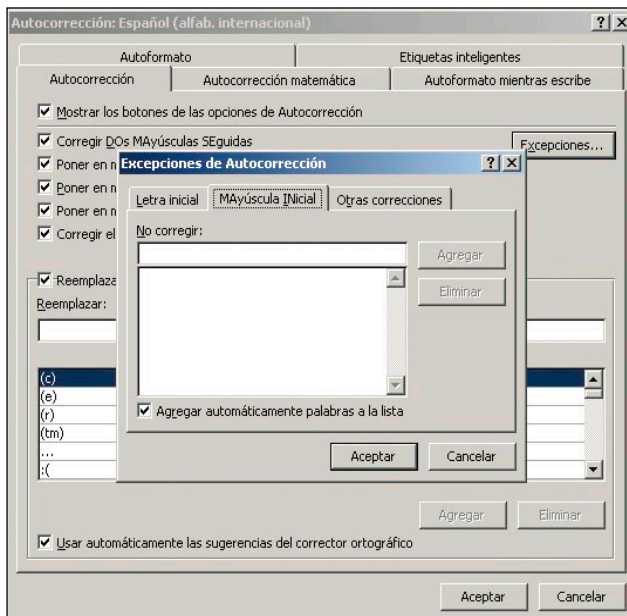 Autocorrección: Español (alfab. internacional)
Autoformato
Etiquetas inteligentes
Autocorrección
Autocorrección matemática
Autoformato mientras escribe
Mostrar los botones de las opciones de Autocorrección
Corregir DOs MAyúsculas SEguidas
Excepciones...
Poner en n
Poner en n
Poner en n
Corregir el
Excepciones de Autocorrección
Letra inicial
MAyúscula INicial
Otras correcciones
No corregir:
Agregar
Eliminar
Agregar automáticamente palabras a la lista
Aceptar
Cancelar
Reemplaza
Reemplazar:
(c)
(e)
(r)
(tm)
...
:(
Agregar
Eliminar
Usar automáticamente las sugerencias del corrector ortográfico
Aceptar
Cancelar